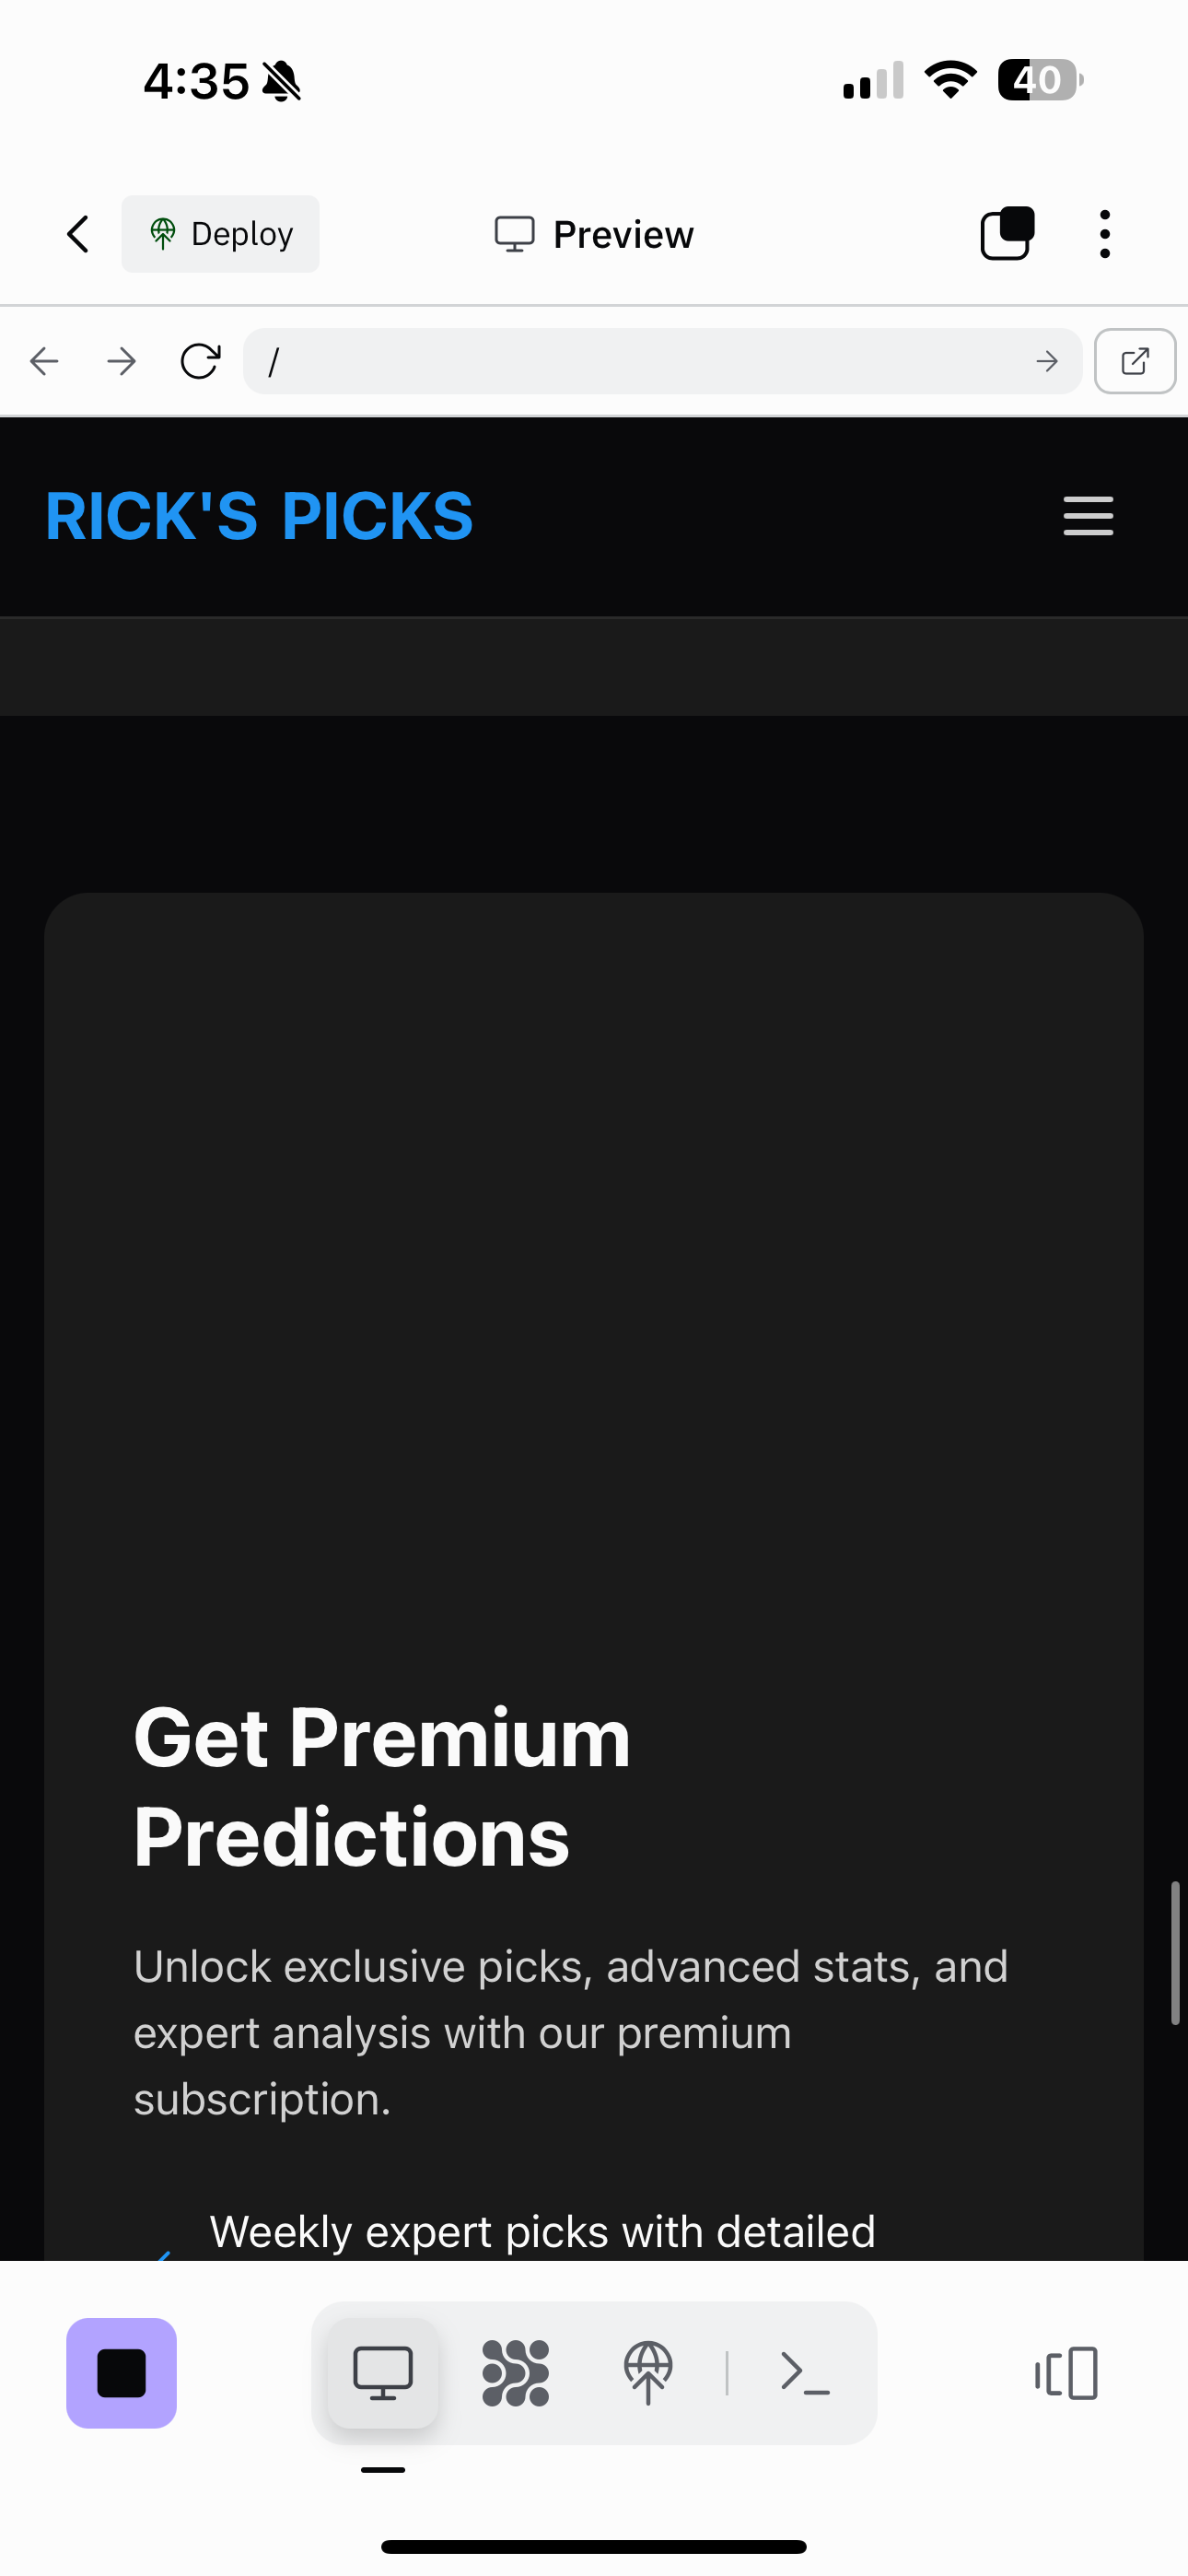 4:35
40
Deploy
Preview
/
RICK'S PICKS
Get Premium
Predictions
Unlock exclusive picks, advanced stats, and
expert analysis with our premium
subscription.
Weekly expert picks with detailed